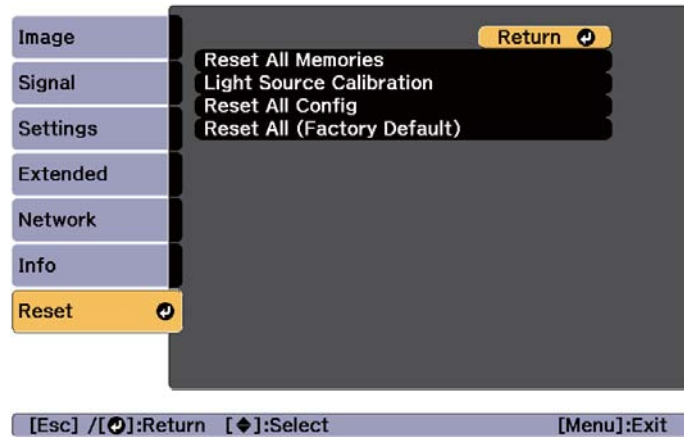 Image
Signal
Settings
Extended
Network
Info
Reset
Return
Reset All Memories
Light Source Calibration
Reset All Config
Reset All (Factory Default)
[Esc] /[⏎]:Return [◆]:Select [Menu]:Exit